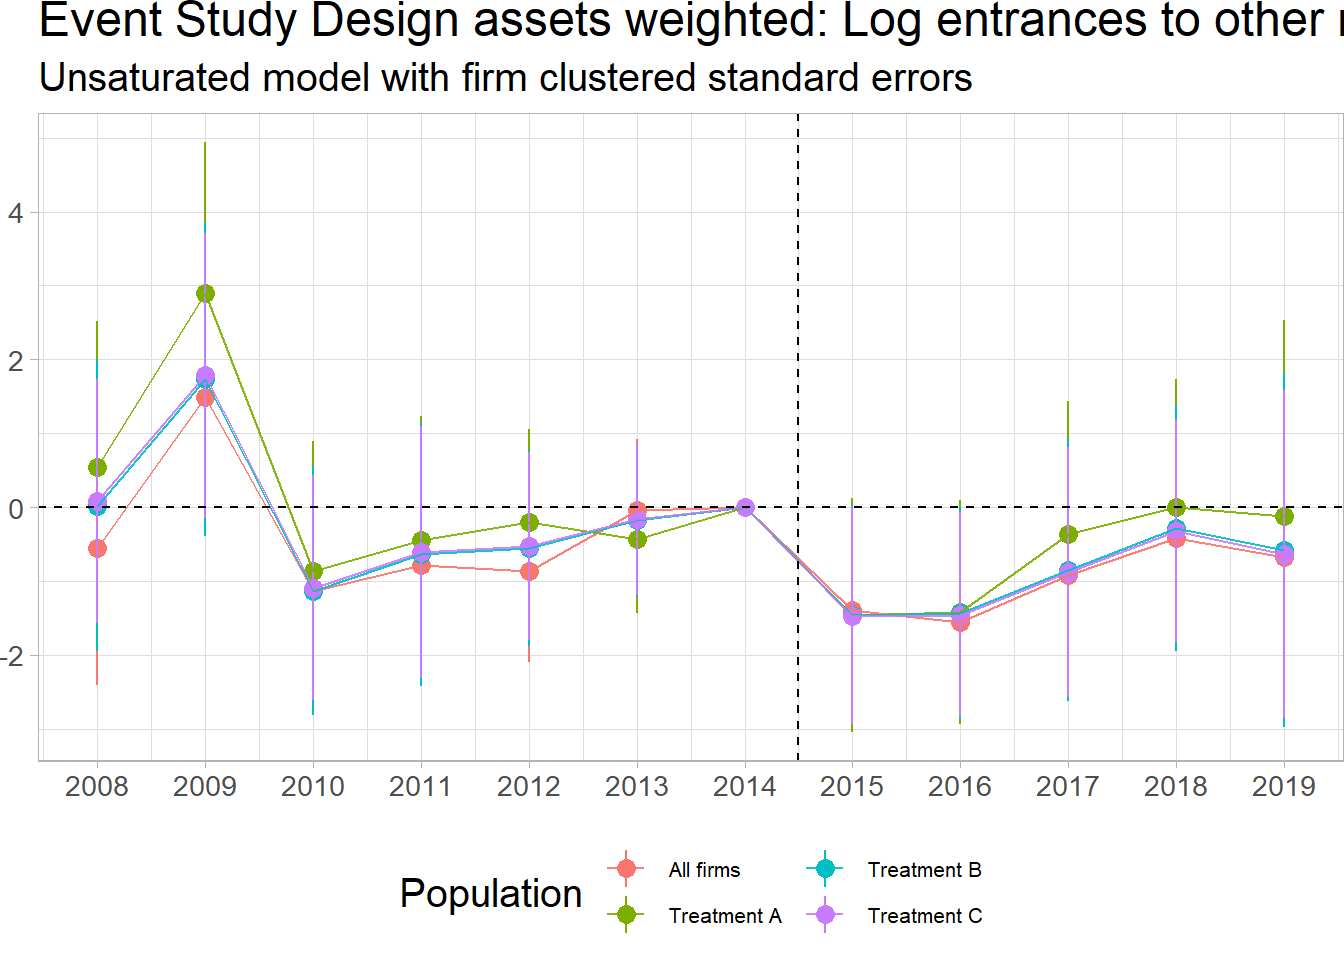 Event Study Design assets weighted: Log entrances to other
Unsaturated model with firm clustered standard errors
4
2
0
-2
2008 2009 2010 2011 2012 2013 2014 2015 2016 2017 2018 2019
Population
All firms
Treatment A
Treatment B
Treatment C